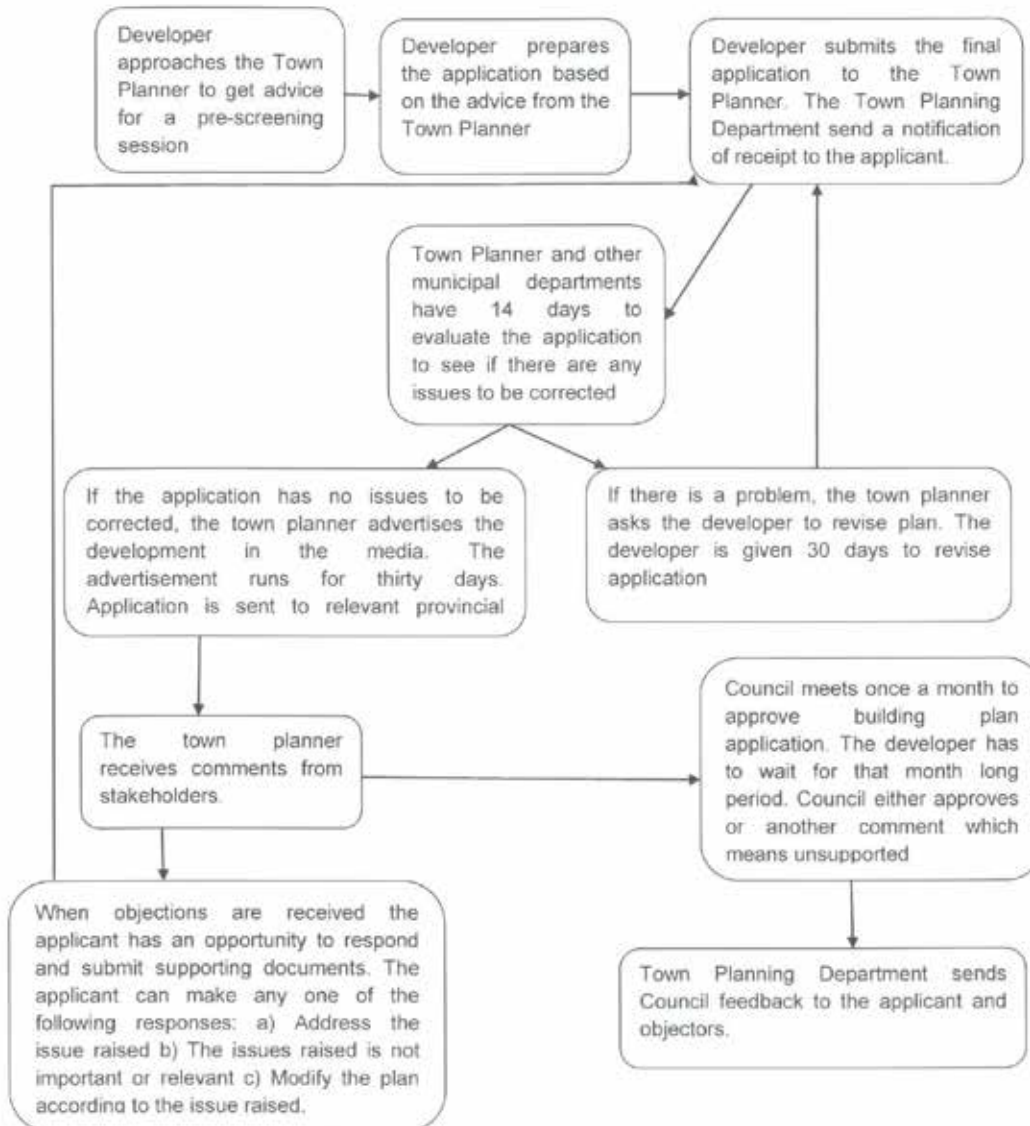 Developer
approaches the Town
Planner to get advice
for a pre-screening
session
Developer prepares
the application based
on the advice from the
Town Planner
Developer submits the
final application to the Town
Planner. The Town Planning
Department send a notification
of receipt to the applicant.
Town Planner and other
municipal departments
have 14 days to
evaluate the application
to see if there are any
issues to be corrected
If the application has no issues to be
corrected, the town planner advertises the
development in the media. The
advertisement runs for thirty days.
Application is sent to relevant provincial
If there is a problem, the town planner
asks the developer to revise plan. The
developer is given 30 days to revise
application
The town planner
receives comments from
stakeholders.
Council meets once a month to
approve building plan
application. The developer has
to wait for that month long
period. Council either approves
or another comment which
means unsupported
When objections are received the
applicant has an opportunity to respond
and submit supporting documents. The
applicant can make any one of the
following responses: a) Address the
issue raised b) The issues raised is not
important or relevant c) Modify the plan
according to the issue raised.
Town Planning Department sends
Council feedback to the applicant and
objectors.